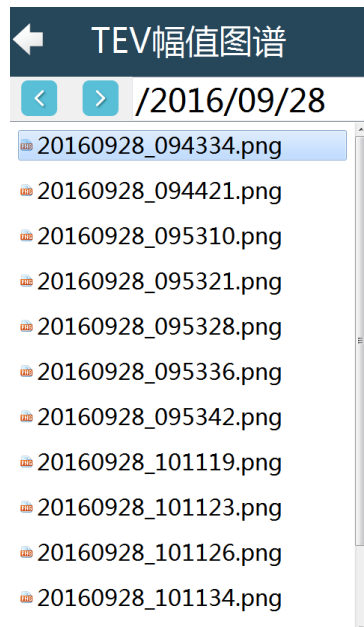 TEV幅值图谱
/2016/09/28
20160928_094334.png
20160928_094421.png
20160928_095310.png
20160928_095321.png
20160928_095328.png
20160928_095336.png
20160928_095342.png
20160928_101119.png
20160928_101123.png
20160928_101126.png
20160928_101134.png